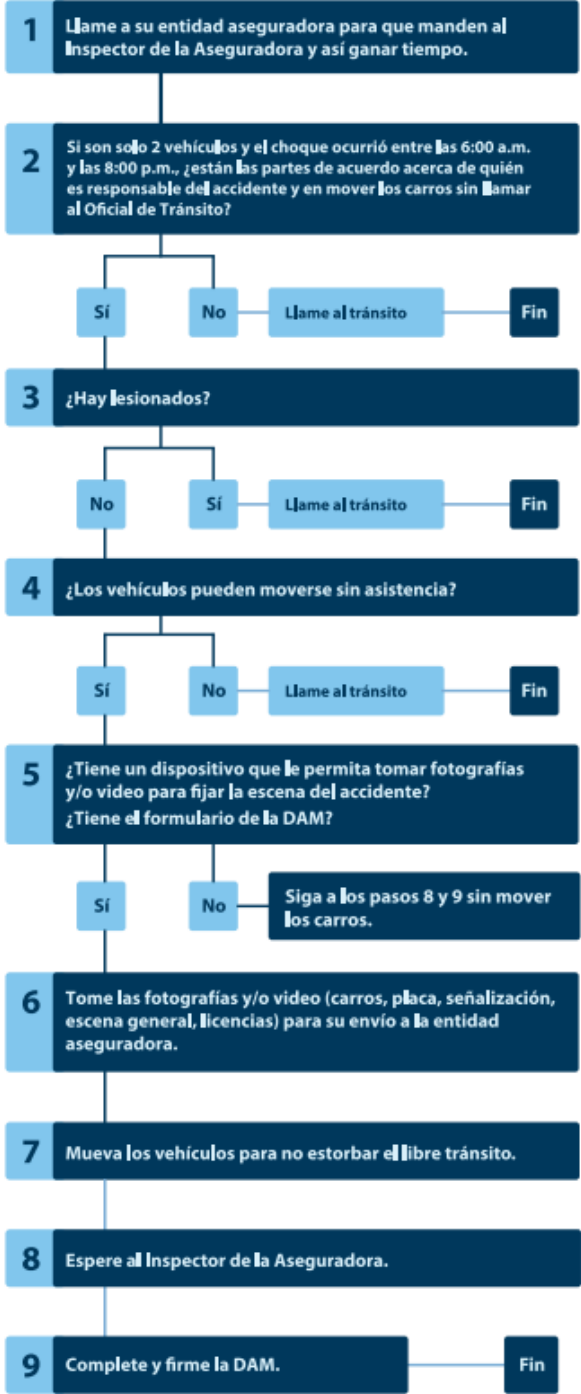 1
Llame a su entidad aseguradora para que manden al
Inspector de la Aseguradora y así ganar tiempo.
2
Si son solo 2 vehículos y el choque ocurrió entre las 6:00 a.m.
y las 8:00 p.m., ¿están las partes de acuerdo acerca de quién
es responsable del accidente y en mover los carros sin llamar
al Oficial de Tránsito?
Sí
No
Llame al tránsito
Fin
3
¿Hay lesionados?
No
Sí
Llame al tránsito
Fin
4
¿Los vehículos pueden moverse sin asistencia?
Sí
No
Llame al tránsito
Fin
5
¿Tiene un dispositivo que le permita tomar fotografías
y/o video para fijar la escena del accidente?
¿Tiene el formulario de la DAM?
Sí
No
Siga a los pasos 8 y 9 sin mover
los carros.
6
Tome las fotografías y/o video (carros, placa, señalización,
escena general, licencias) para su envío a la entidad
aseguradora.
7
Mueva los vehículos para no estorbar el libre tránsito.
8
Espere al Inspector de la Aseguradora.
9
Complete y firme la DAM.
Fin